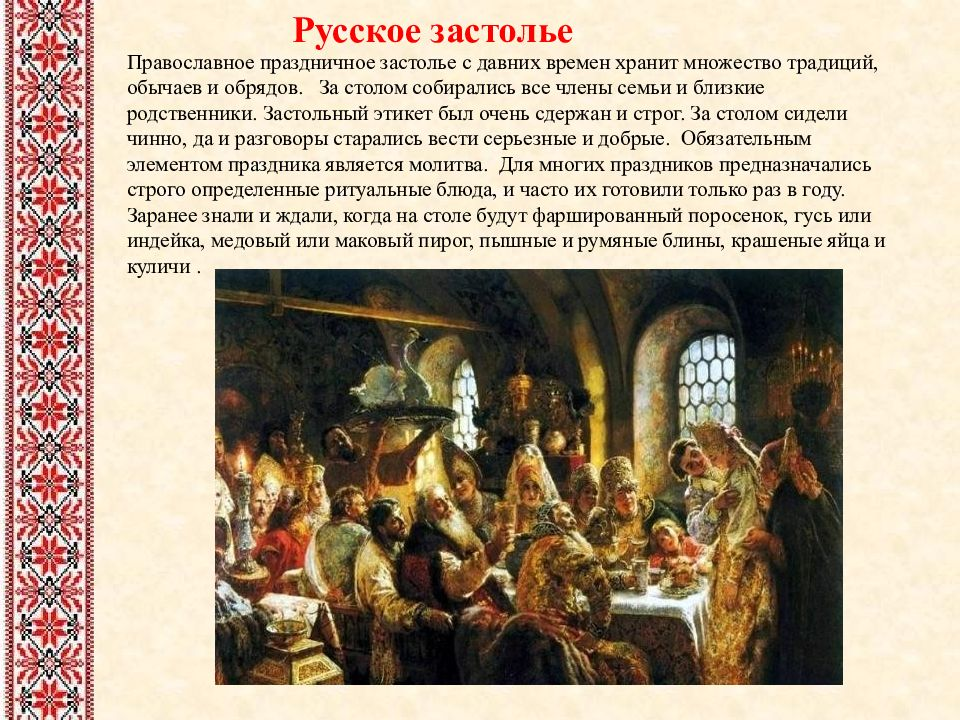 Русское застолье
Православное праздничное застолье с давних времен хранит множество традиций,
обычаев и обрядов.   За столом собирались все члены семьи и близкие
родственники. Застольный этикет был очень сдержан и строг. За столом сидели
чинно, да и разговоры старались вести серьезные и добрые.  Обязательным
элементом праздника является молитва.  Для многих праздников предназначались
строго определенные ритуальные блюда, и часто их готовили только раз в году.
Заранее знали и ждали, когда на столе будут фаршированный поросенок, гусь или
индейка, медовый или маковый пирог, пышные и румяные блины, крашеные яйца и
куличи .